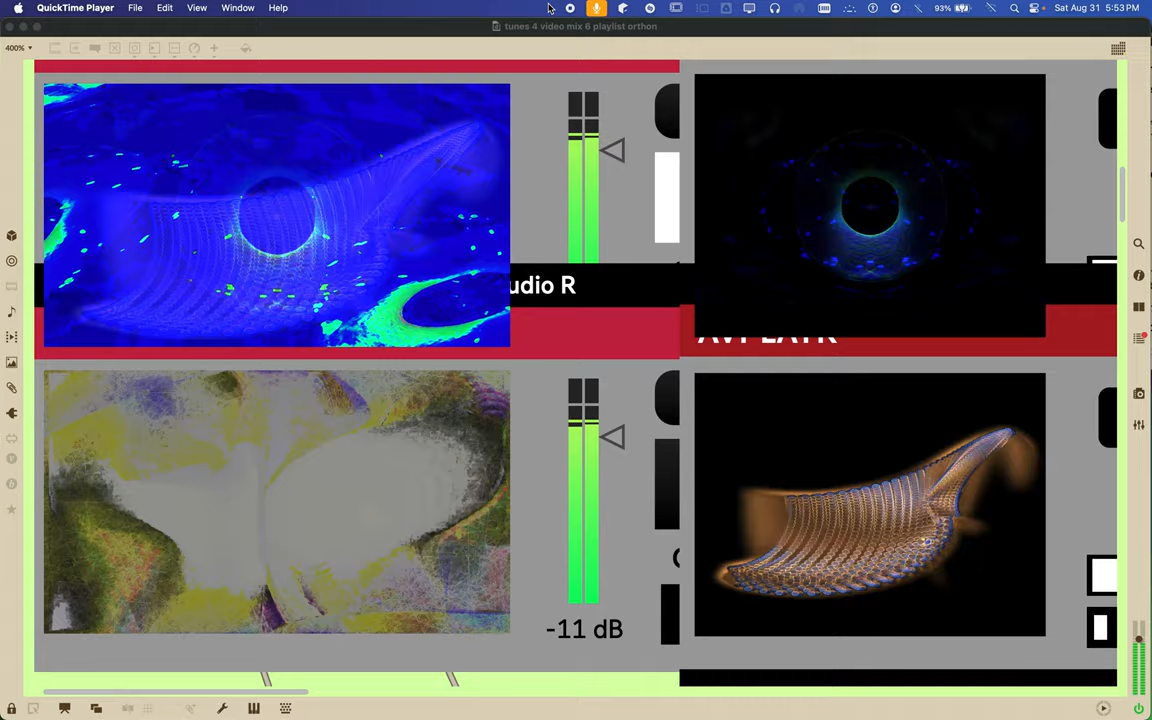 QuickTime Player File Edit View Window Help 93% Sat Aug 31 5:53 PM
tunes 4 video mix 6 playlist orthon
400%
udio R
-11 dB